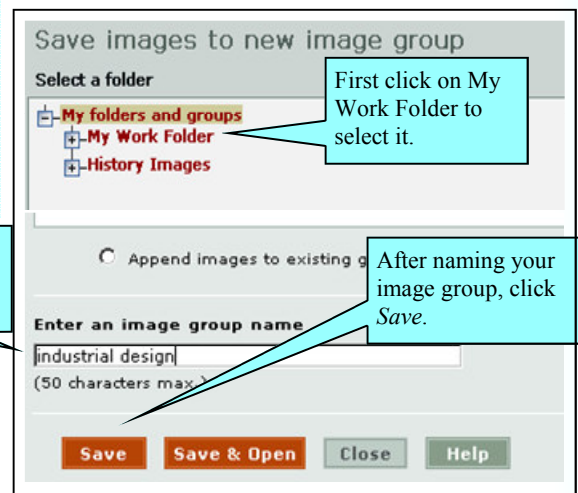 Save images to new image group
Select a folder
My folders and groups
My Work Folder
History Images
First click on My
Work Folder to
select it.
Append images to existing g
After naming your
image group, click
Save.
Enter an image group name
industrial design
(50 characters max.)
Save
Save & Open
Close
Help